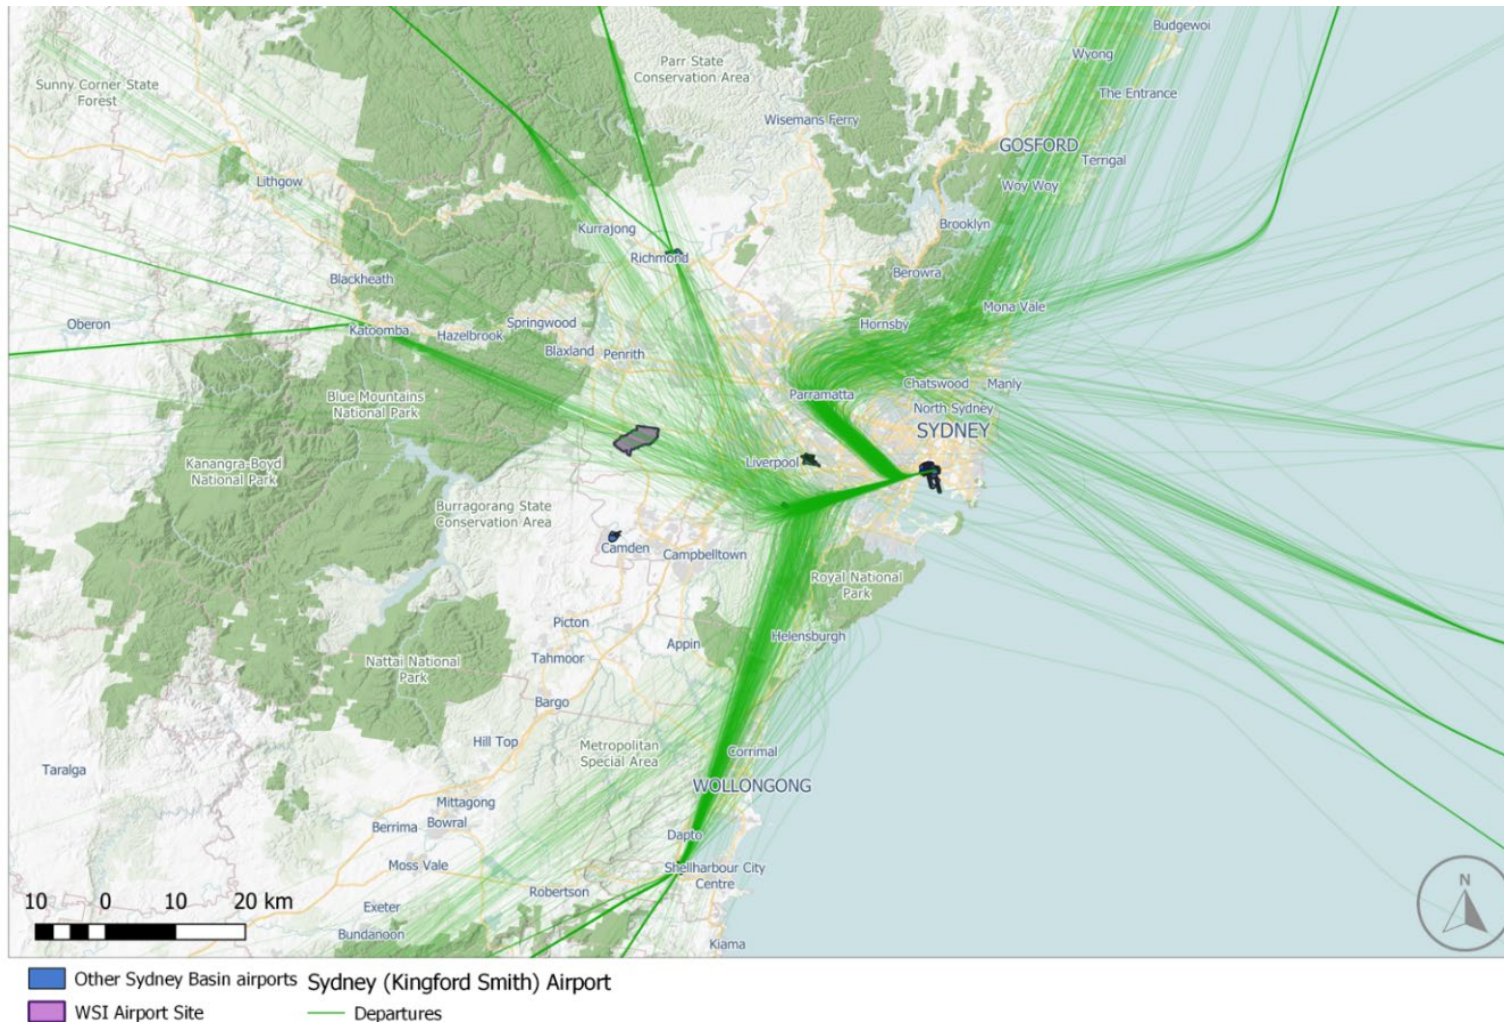 Budgewoi
Wyong
Parr State
Conservation Area
Sunny Corner State
Forest
The Entrance
Wisemans Ferry
GOSFORD
Terrigal
Lithgow
Woy Woy
Kurrajong
Brooklyn
Richmond
Berowra
Blackheath
Mona Vale
Oberon
Katoomba
Hazelbrook
Springwood
Hornsby
Blaxland
Penrith
Chatswood
Manly
Parramatta
Blue Mountains
National Park
North Sydney
SYDNEY
Kanangra-Boyd
National Park
Liverpool
Burragorang State
Conservation Area
Camden
Campbelltown
Royal National
Park
Picton
Appin
Helensburgh
Tahmoor
Nattai National
Park
Bargo
Hill Top
Metropolitan
Special Area
Corrimal
Taralga
WOLLONGONG
Mittagong
Berrima
Bowral
Dapto
Moss Vale
Shellharbour City
Centre
Robertson
10 0 10 20 km
Exeter
Bundanoon
Kiama
N
Other Sydney Basin airports
Sydney (Kingford Smith) Airport
WSI Airport Site
Departures